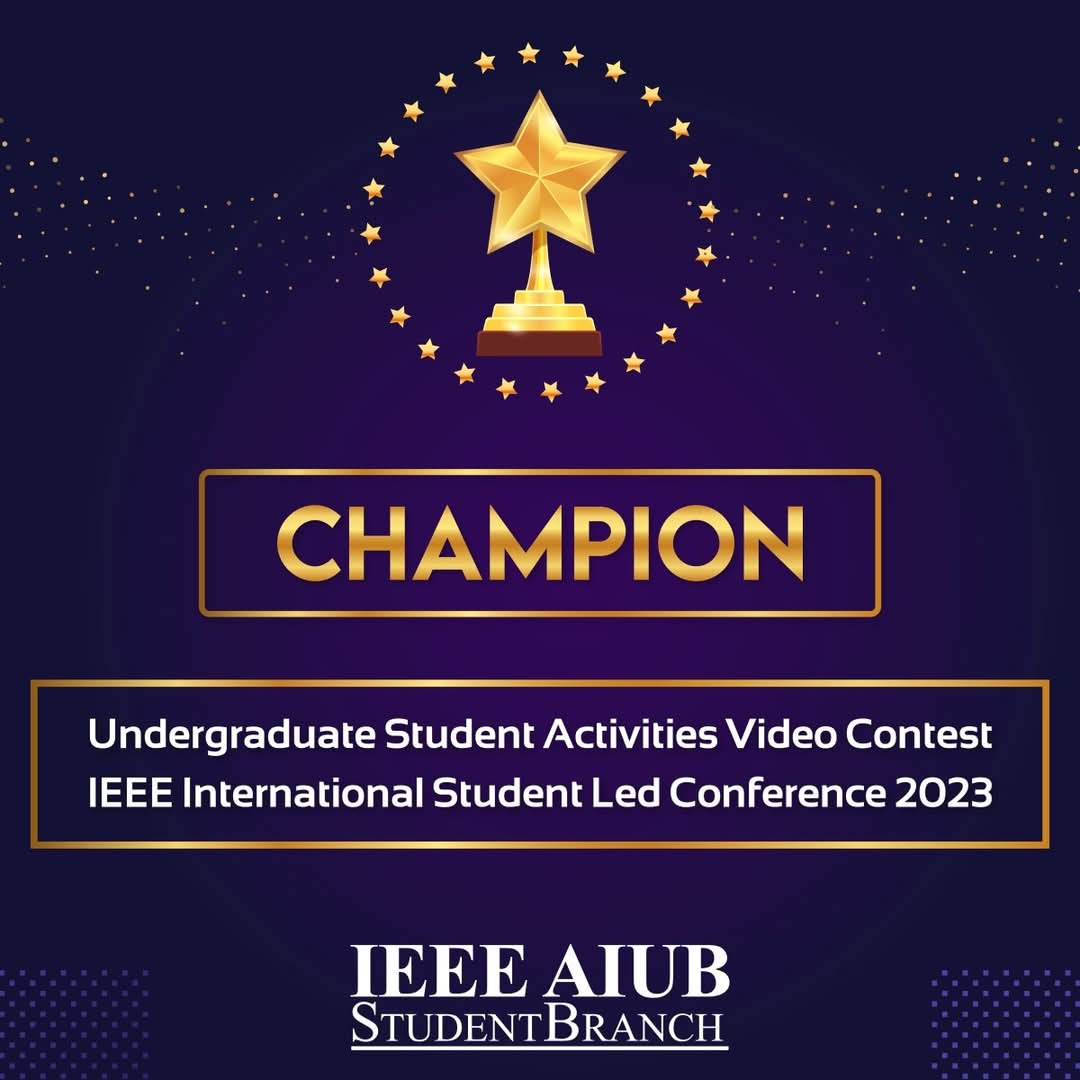 CHAMPION
Undergraduate Student Activities Video Contest
IEEE International Student Led Conference 2023
IEEE AIUB
STUDENTBRANCH